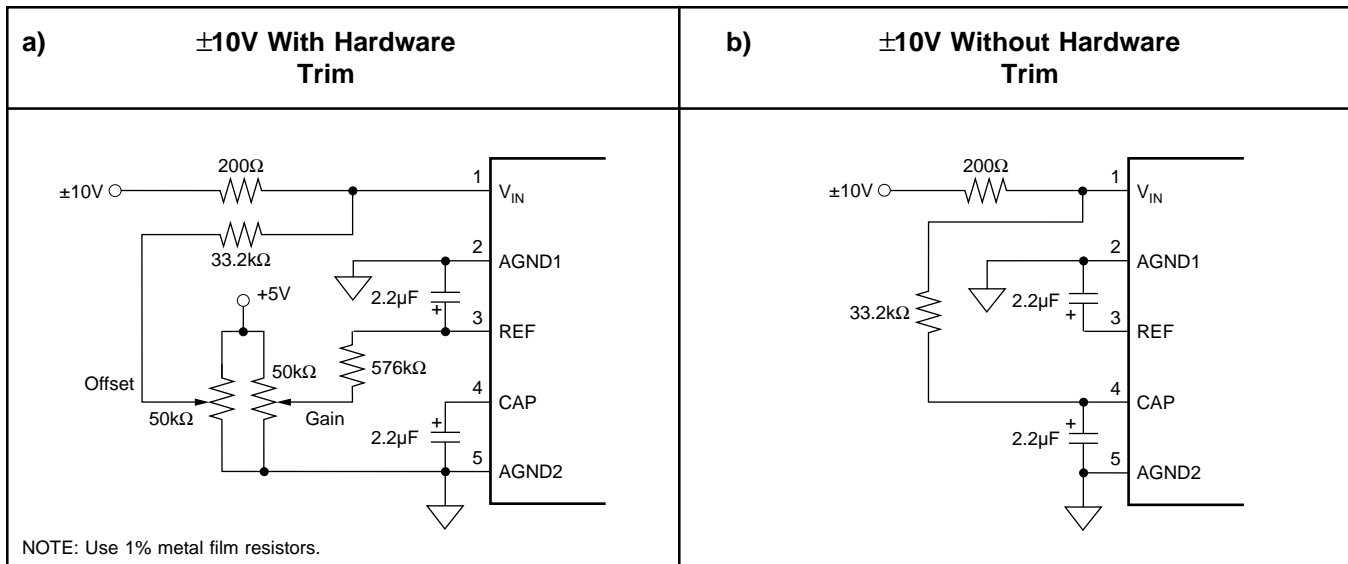 a)
±10V With Hardware
Trim
200Ω
±10V
1
V_IN
33.2kΩ
2
AGND1
+5V
2.2µF
+
3
REF
576kΩ
50kΩ
Offset
50kΩ
Gain
4
CAP
+
2.2µF
5
AGND2
NOTE: Use 1% metal film resistors.
b)
±10V Without Hardware
Trim
200Ω
±10V
1
V_IN
2
AGND1
2.2µF
+
33.2kΩ
3
REF
4
CAP
+
2.2µF
5
AGND2